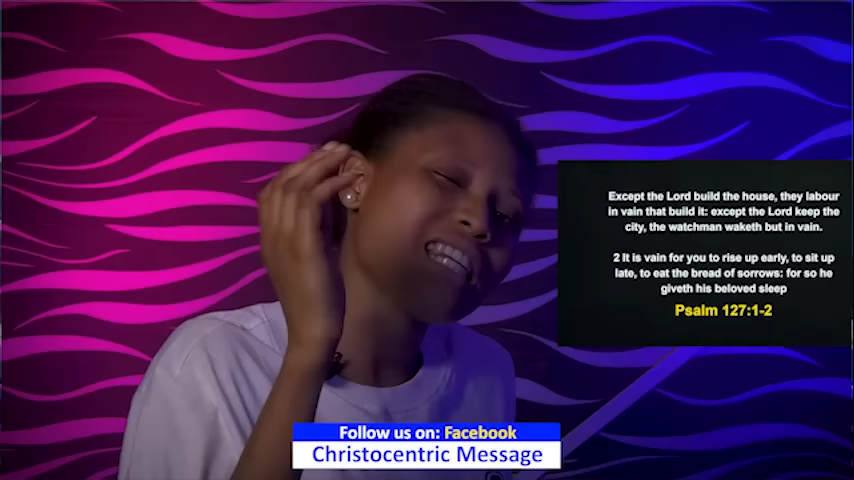 Except the Lord build the house, they labour
in vain that build it: except the Lord keep the
city, the watchman waketh but in vain.
2 It is vain for you to rise up early, to sit up
late, to eat the bread of sorrows: for so he
giveth his beloved sleep
Psalm 127:1-2
Follow us on: Facebook
Christocentric Message